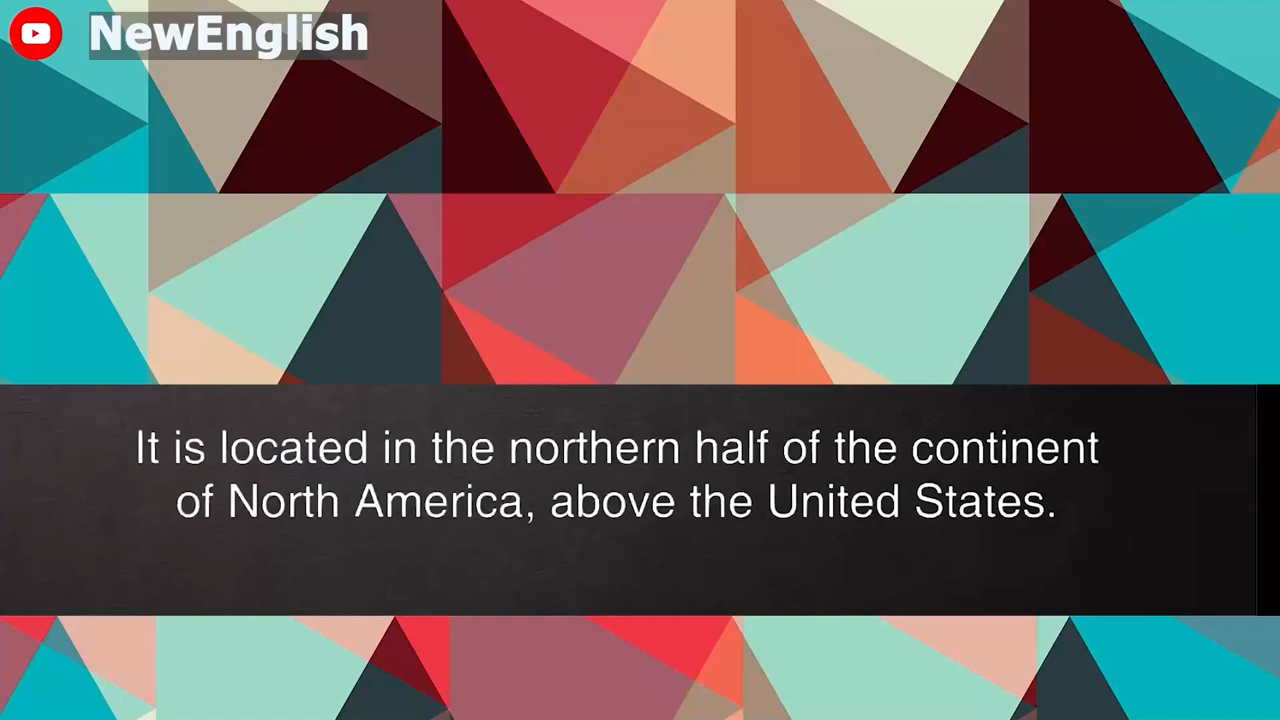 NewEnglish
It is located in the northern half of the continent
of North America, above the United States.